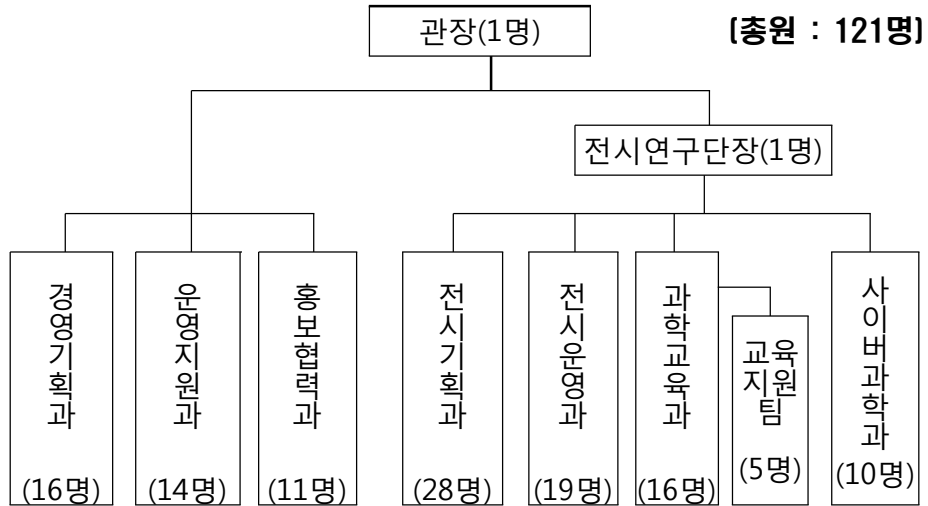 관장(1명)
(총원 : 121명)
전시연구단장(1명)
경영기획과
(16명)
운영지원과
(14명)
홍보협력과
(11명)
전시기획과
(28명)
전시운영과
(19명)
과학교육과
(16명)
교육
지원
팀
(5명)
사이버과학과
(10명)